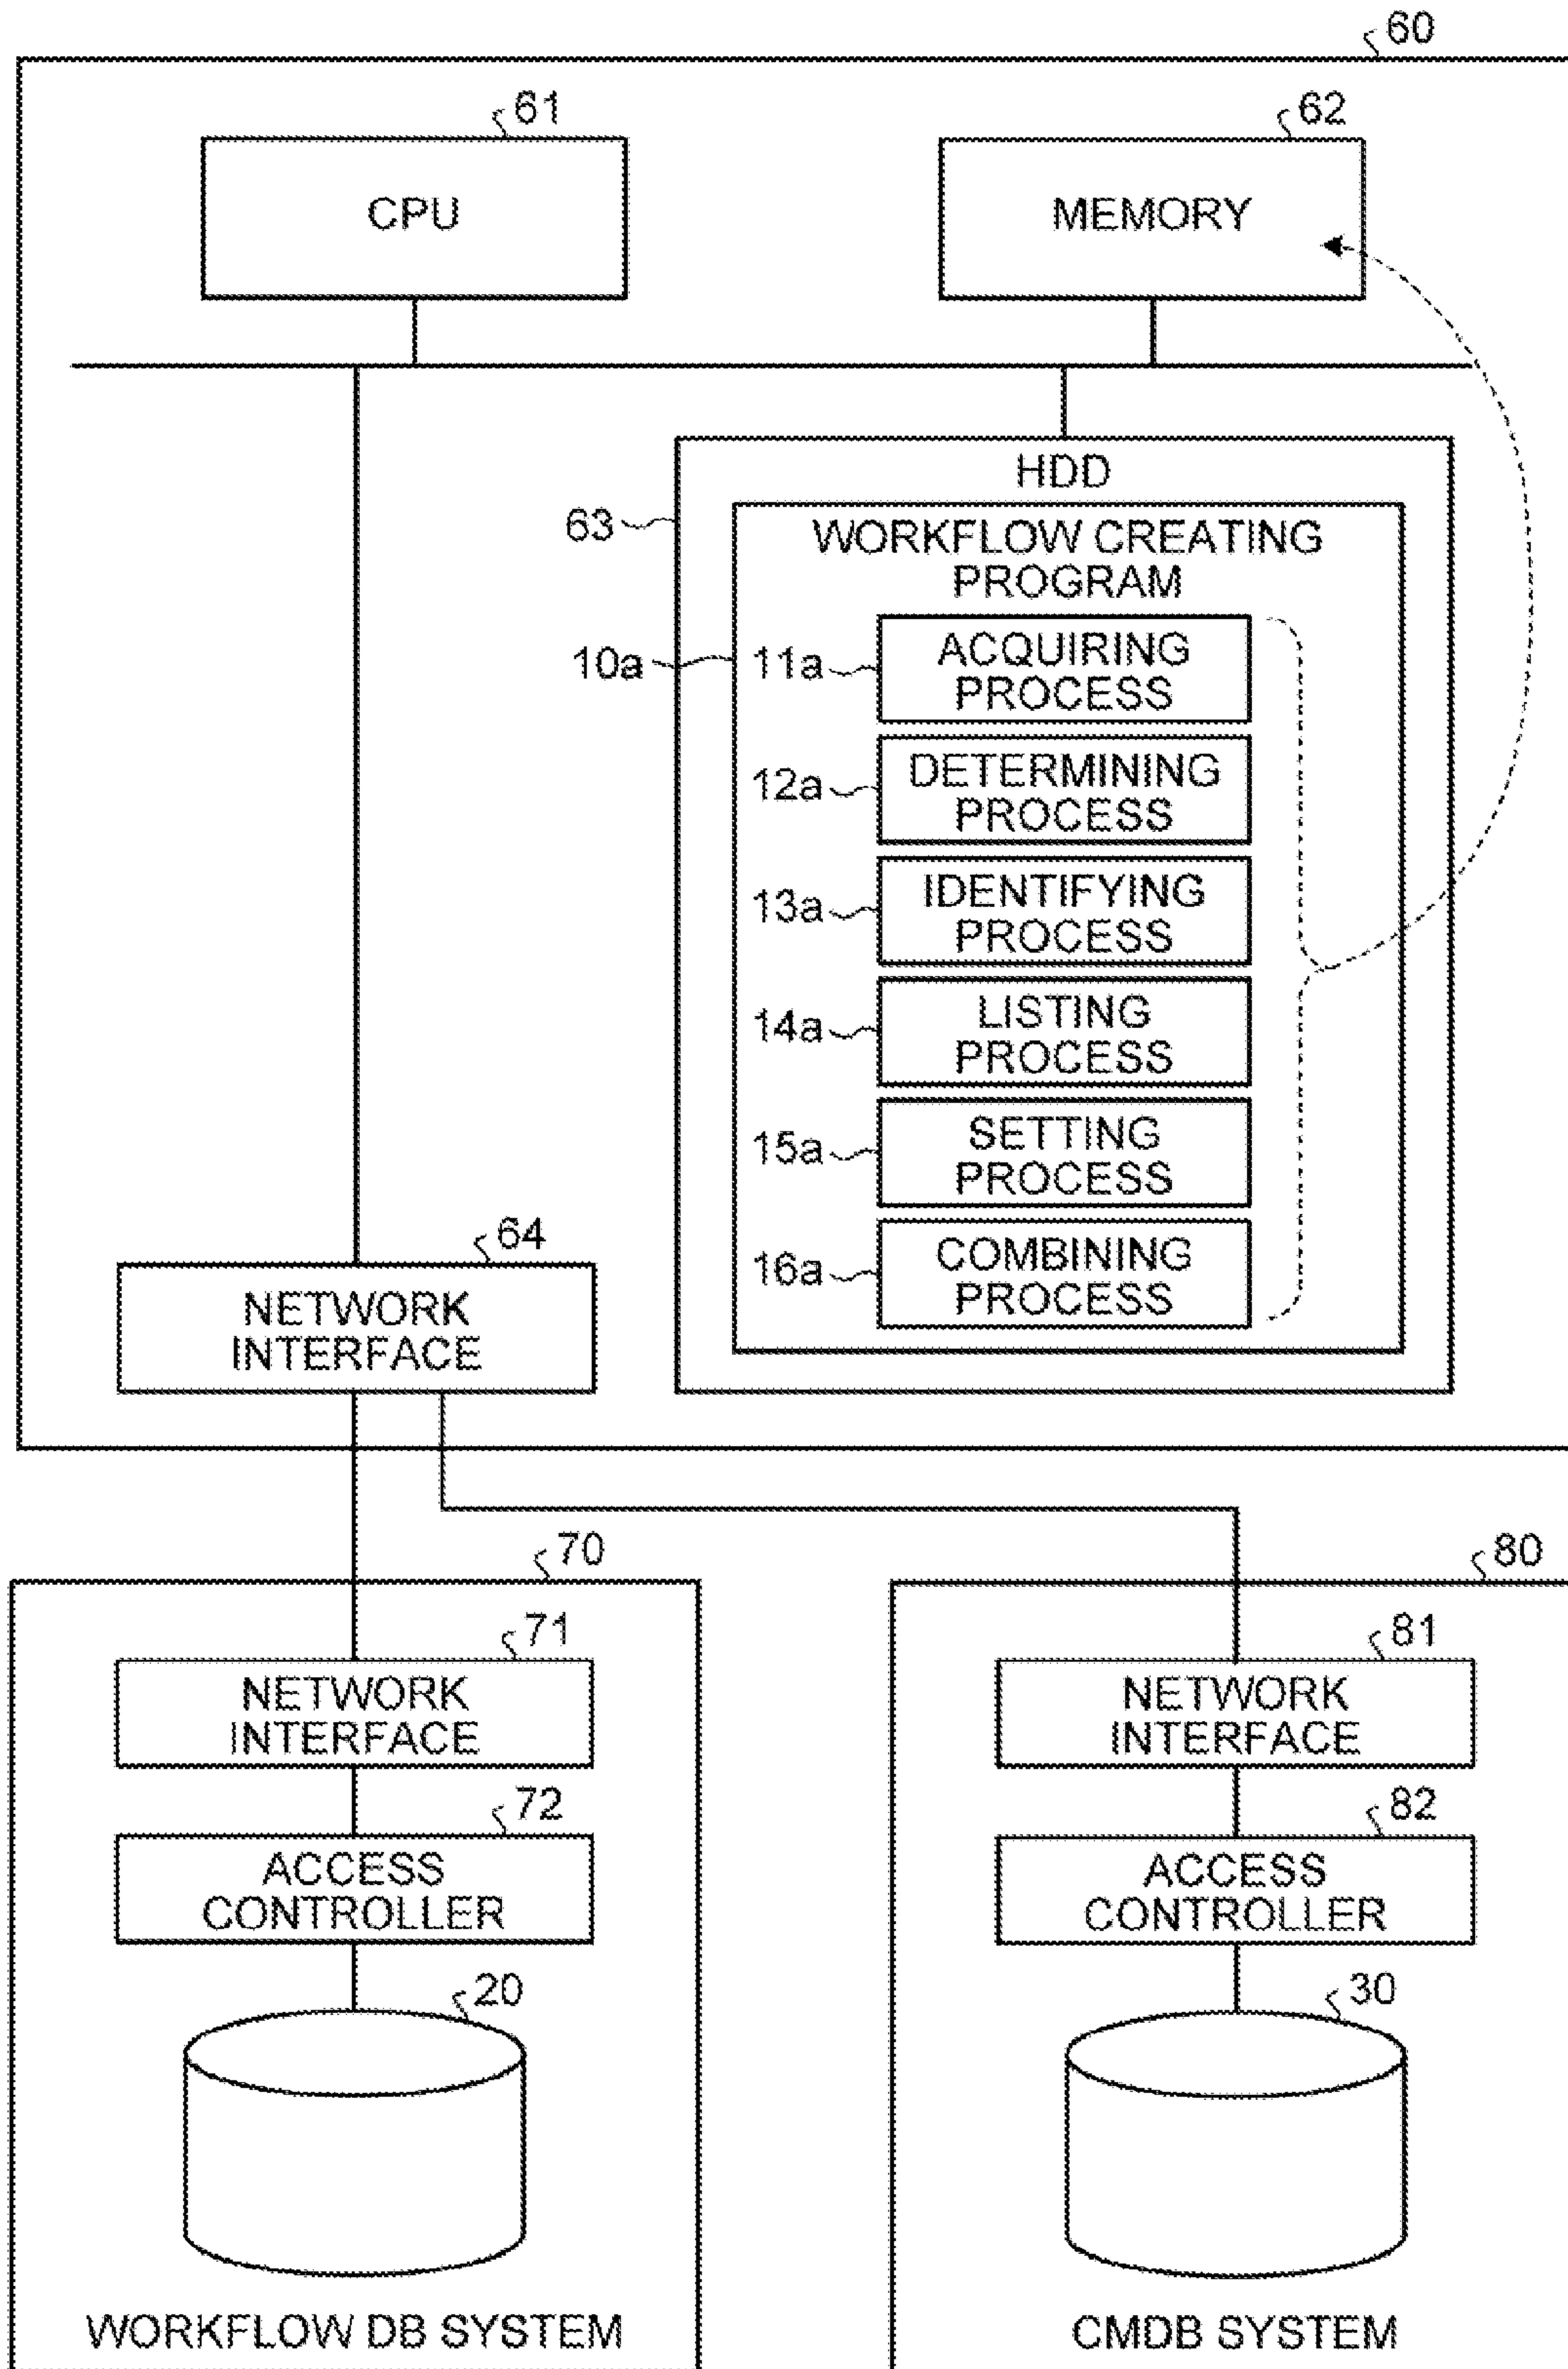 60
61
62
CPU
MEMORY
HDD
63
WORKFLOW CREATING
PROGRAM
10a
11a
ACQUIRING
PROCESS
12a
DETERMINING
PROCESS
13a
IDENTIFYING
PROCESS
14a
LISTING
PROCESS
15a
SETTING
PROCESS
16a
COMBINING
PROCESS
64
NETWORK
INTERFACE
70
80
71
NETWORK
INTERFACE
81
NETWORK
INTERFACE
72
ACCESS
CONTROLLER
82
ACCESS
CONTROLLER
20
30
WORKFLOW DB SYSTEM
CMDB SYSTEM